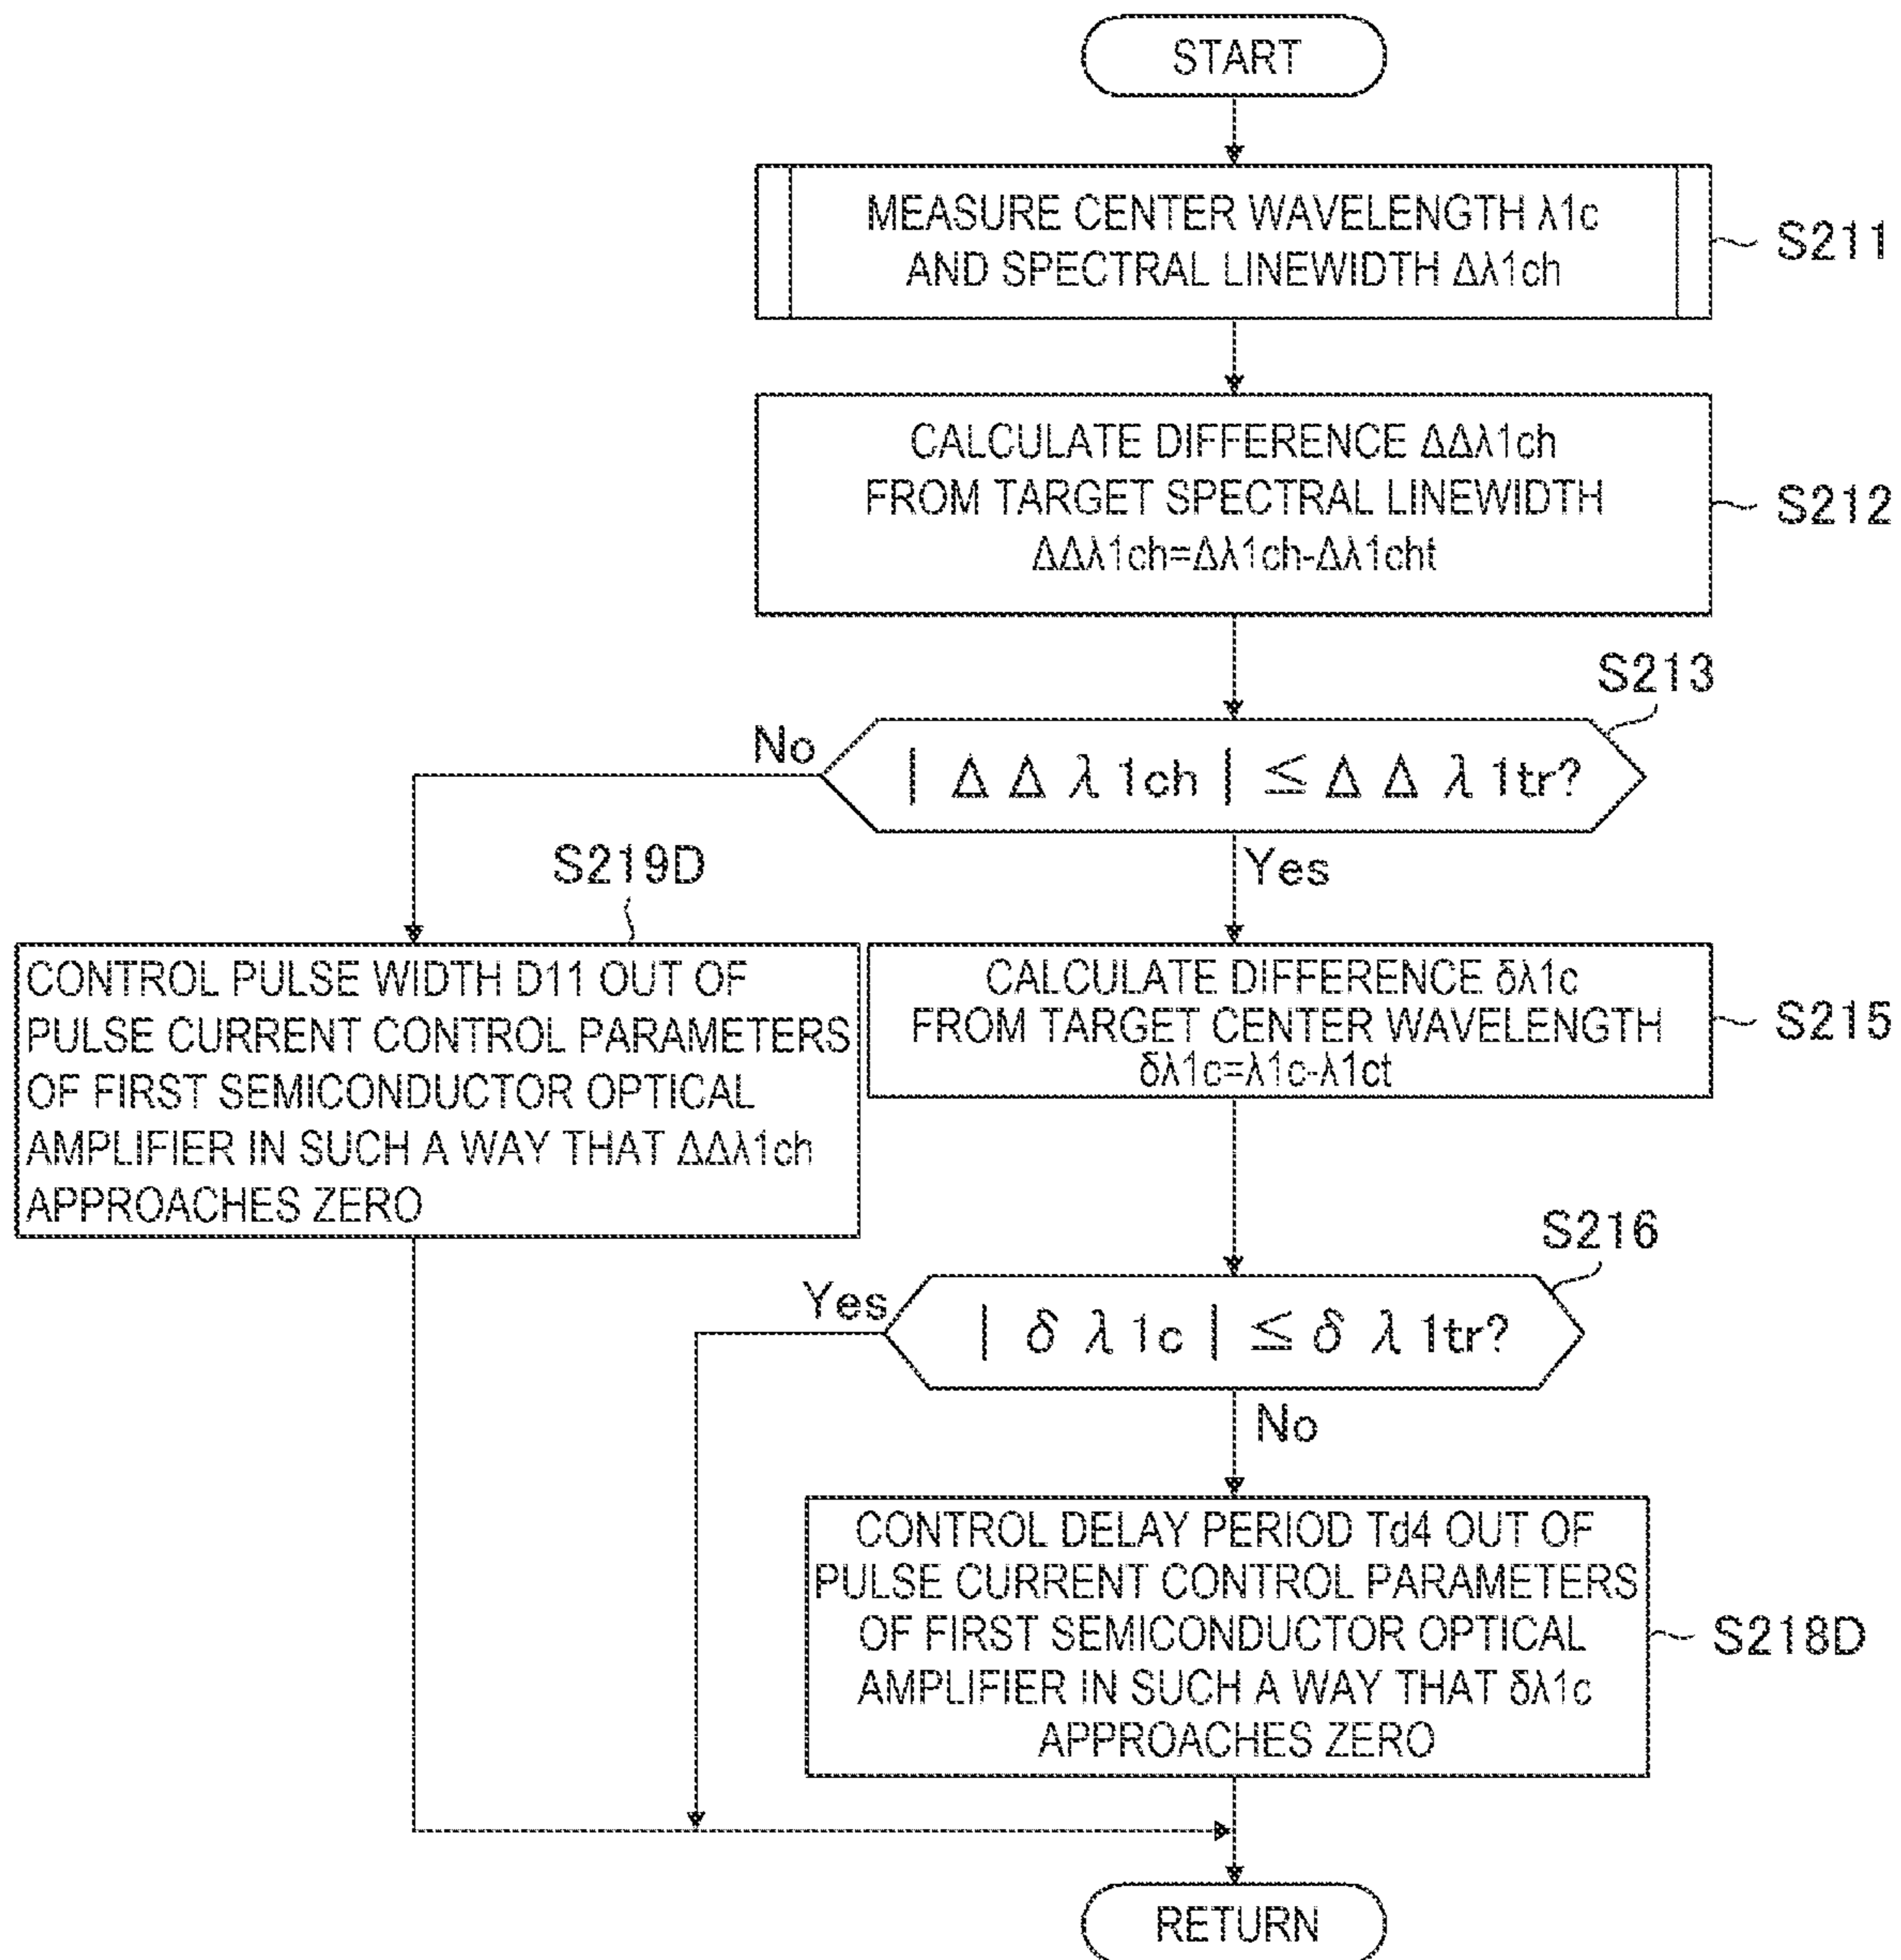 START
MEASURE CENTER WAVELENGTH λ1c
AND SPECTRAL LINEWIDTH Δλ1ch
S211
CALCULATE DIFFERENCE ΔΔλ1ch
FROM TARGET SPECTRAL LINEWIDTH
ΔΔλ1ch=Δλ1ch-Δλ1cht
S212
S213
| Δ Δ λ 1ch | ≦ Δ Δ λ 1tr?
No
Yes
S219D
CONTROL PULSE WIDTH D11 OUT OF
PULSE CURRENT CONTROL PARAMETERS
OF FIRST SEMICONDUCTOR OPTICAL
AMPLIFIER IN SUCH A WAY THAT ΔΔλ1ch
APPROACHES ZERO
CALCULATE DIFFERENCE δλ1c
FROM TARGET CENTER WAVELENGTH
δλ1c=λ1c-λ1ct
S215
S216
| δ λ 1c | ≦ δ λ 1tr?
Yes
No
CONTROL DELAY PERIOD Td4 OUT OF
PULSE CURRENT CONTROL PARAMETERS
OF FIRST SEMICONDUCTOR OPTICAL
AMPLIFIER IN SUCH A WAY THAT δλ1c
APPROACHES ZERO
S218D
RETURN